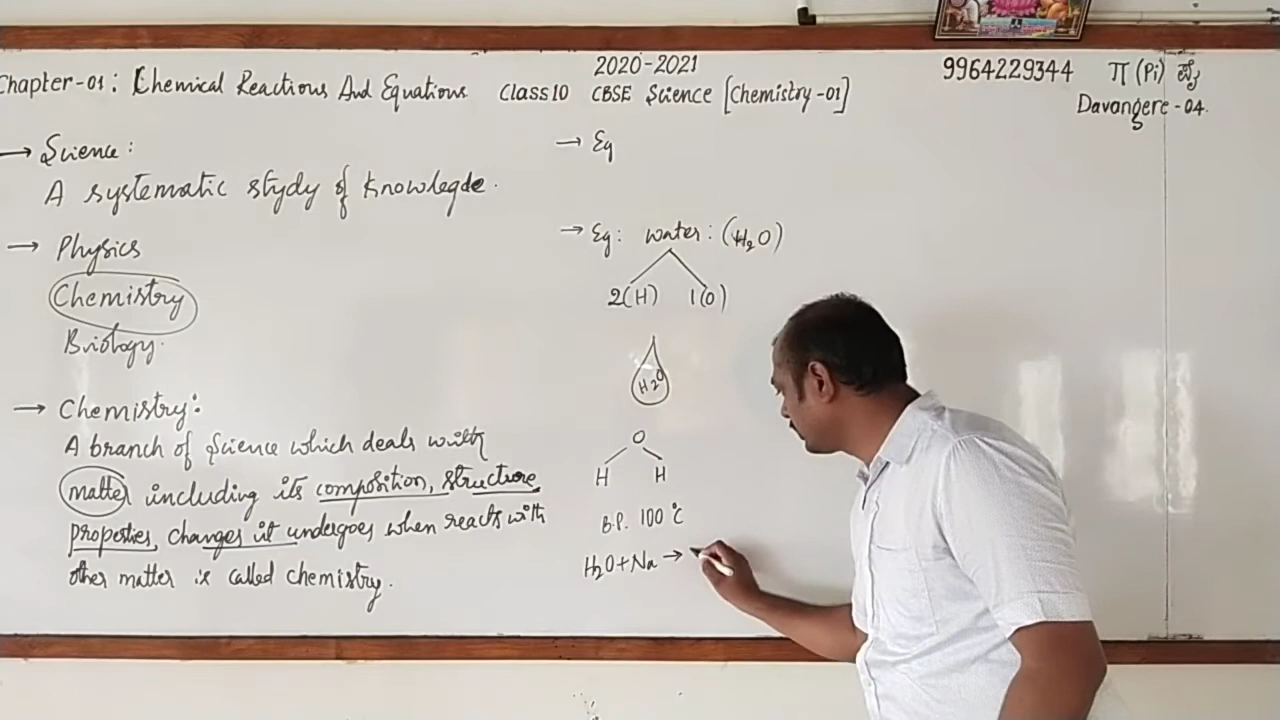 2020-2021
Chapter-01: Chemical Reactions And Equations Class 10 CBSE Science [Chemistry-01]
9964229344 π (Pi) ಪೈ
Davangere-04.
→ Science:
A systematic stydy of knowlegde.
→ Physics
Chemistry
Biology.
→ Chemistry:
A branch of Science which deals with
matter including its composition, structure
properties, changes it undergoes when reacts with
other matter is called chemistry.
→ Eg
→ Eg: water: (H₂O)
2(H) 1(O)
H₂O
O
H H
B.P. 100°C
H₂O+Na→